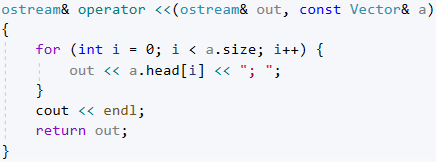 ostream& operator <<(ostream& out, const Vector& a)
{
    for (int i = 0; i < a.size; i++) {
        out << a.head[i] << "; ";
    }
    cout << endl;
    return out;
}